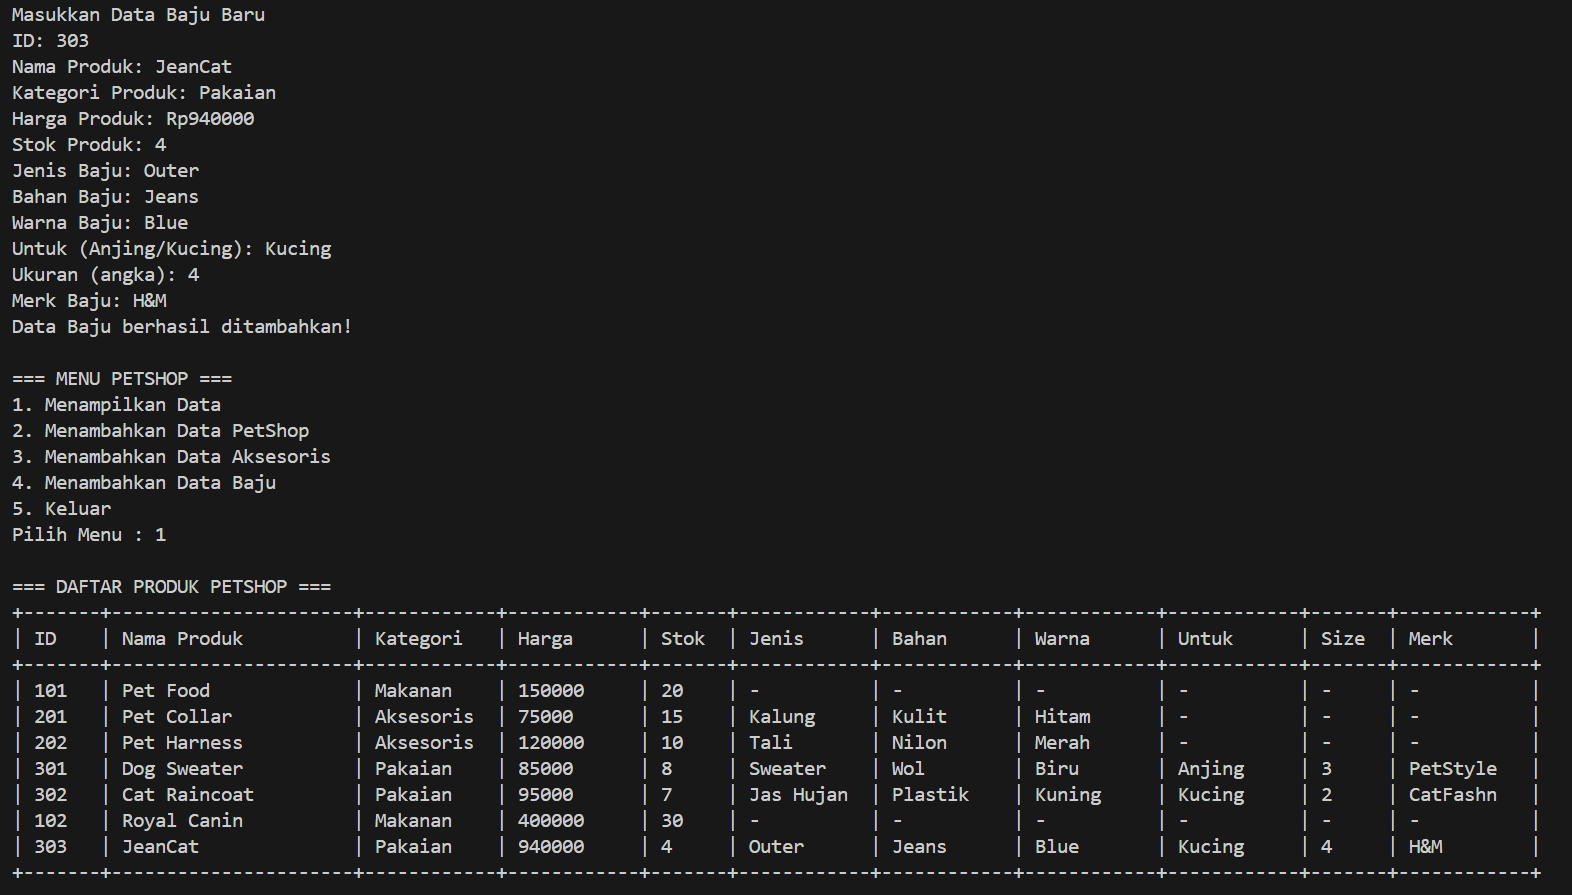 Masukkan Data Baju Baru
ID: 303
Nama Produk: JeanCat
Kategori Produk: Pakaian
Harga Produk: Rp940000
Stok Produk: 4
Jenis Baju: Outer
Bahan Baju: Jeans
Warna Baju: Blue
Untuk (Anjing/Kucing): Kucing
Ukuran (angka): 4
Merk Baju: H&M
Data Baju berhasil ditambahkan!

=== MENU PETSHOP ===
1. Menampilkan Data
2. Menambahkan Data PetShop
3. Menambahkan Data Aksesoris
4. Menambahkan Data Baju
5. Keluar
Pilih Menu : 1

=== DAFTAR PRODUK PETSHOP ===
+-------+----------------------+------------+------------+-------+------------+------------+------------+------------+-------+------------+
| ID    | Nama Produk          | Kategori   | Harga      | Stok  | Jenis      | Bahan      | Warna      | Untuk      | Size  | Merk       |
+-------+----------------------+------------+------------+-------+------------+------------+------------+------------+-------+------------+
| 101   | Pet Food             | Makanan    | 150000     | 20    | -          | -          | -          | -          | -     | -          |
| 201   | Pet Collar           | Aksesoris  | 75000      | 15    | Kalung     | Kulit      | Hitam      | -          | -     | -          |
| 202   | Pet Harness          | Aksesoris  | 120000     | 10    | Tali       | Nilon      | Merah      | -          | -     | -          |
| 301   | Dog Sweater          | Pakaian    | 85000      | 8     | Sweater    | Wol        | Biru       | Anjing     | 3     | PetStyle   |
| 302   | Cat Raincoat         | Pakaian    | 95000      | 7     | Jas Hujan  | Plastik    | Kuning     | Kucing     | 2     | CatFashn   |
| 102   | Royal Canin          | Makanan    | 400000     | 30    | -          | -          | -          | -          | -     | -          |
| 303   | JeanCat              | Pakaian    | 940000     | 4     | Outer      | Jeans      | Blue       | Kucing     | 4     | H&M        |
+-------+----------------------+------------+------------+-------+------------+------------+------------+------------+-------+------------+